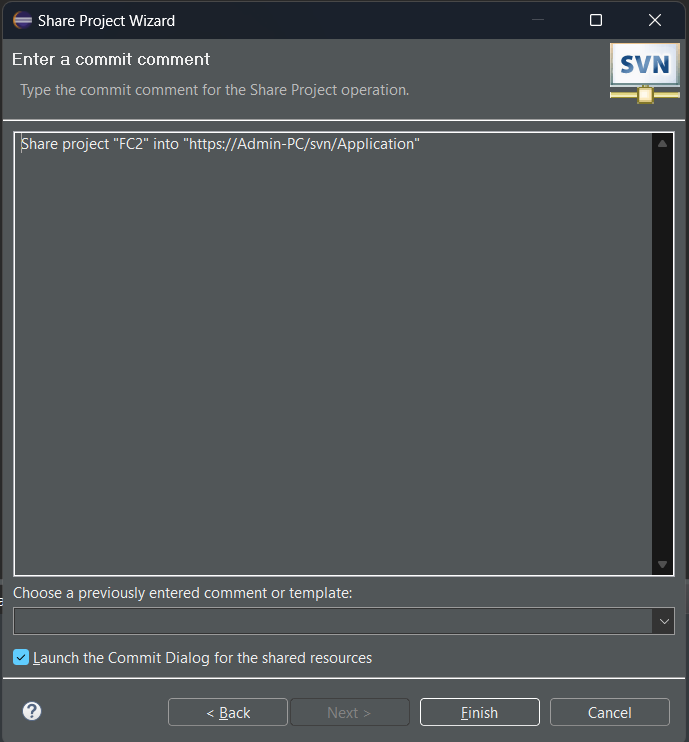 Share Project Wizard
Enter a commit comment
Type the commit comment for the Share Project operation.
SVN
Share project "FC2" into "https://Admin-PC/svn/Application"
Choose a previously entered comment or template:
Launch the Commit Dialog for the shared resources
?
< Back Next > Finish Cancel